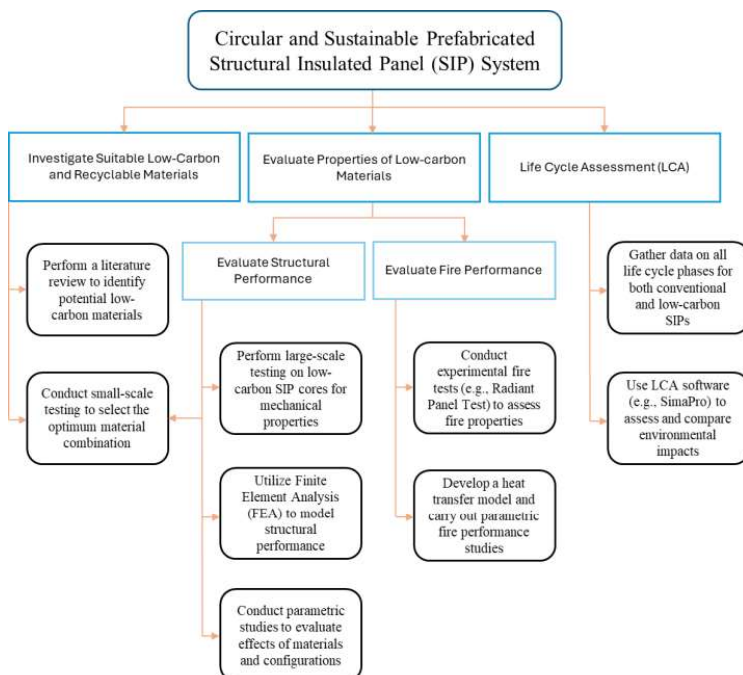 Circular and Sustainable Prefabricated
Structural Insulated Panel (SIP) System
Investigate Suitable Low-Carbon
and Recyclable Materials
Evaluate Properties of Low-carbon
Materials
Life Cycle Assessment (LCA)
Perform a literature
review to identify
potential low-
carbon materials
Conduct small-scale
testing to select the
optimum material
combination
Evaluate Structural
Performance
Evaluate Fire Performance
Perform large-scale
testing on low-
carbon SIP cores for
mechanical
properties
Utilize Finite
Element Analysis
(FEA) to model
structural
performance
Conduct parametric
studies to evaluate
effects of materials
and configurations
Conduct
experimental fire
tests (e.g., Radiant
Panel Test) to assess
fire properties
Develop a heat
transfer model and
carry out parametric
fire performance
studies
Gather data on all
life cycle phases for
both conventional
and low-carbon
SIPs
Use LCA software
(e.g., SimaPro) to
assess and compare
environmental
impacts